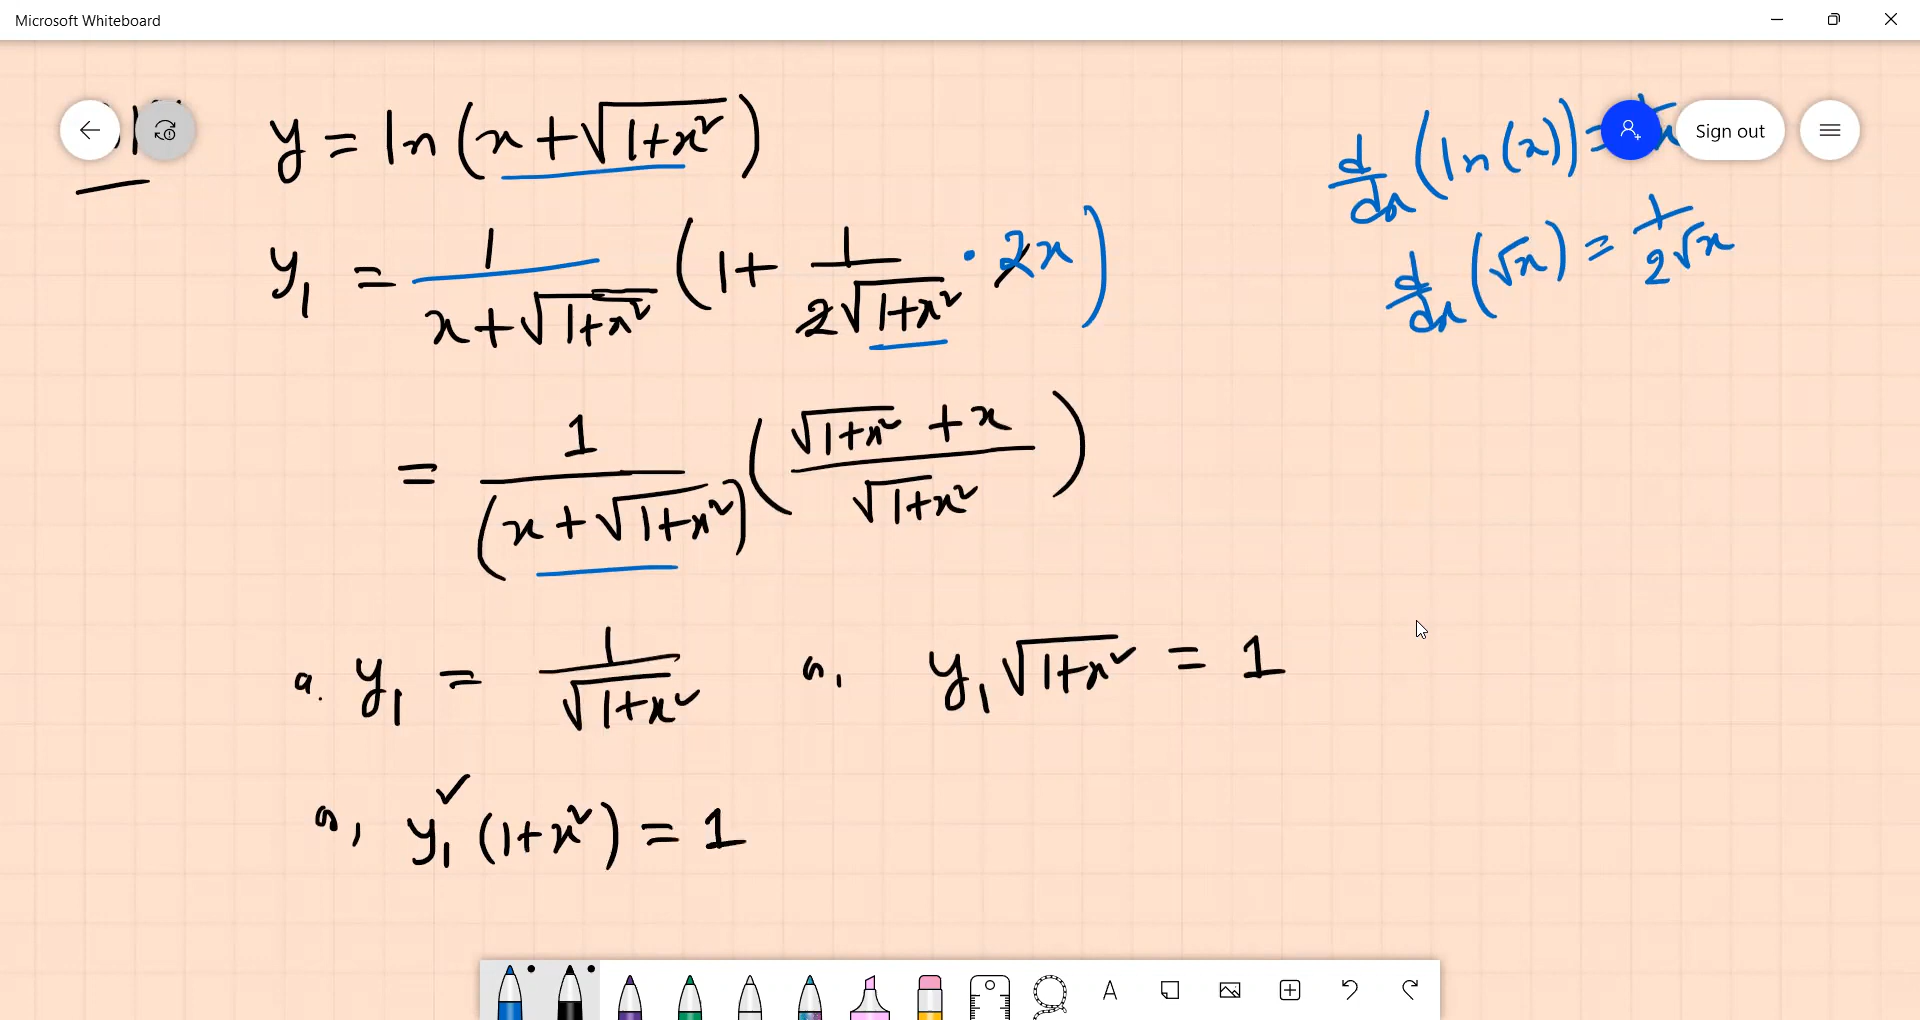 Microsoft Whiteboard
Sign out
y = ln (x + √(1+x²))
d/dx (ln(x)) =
y₁ = 1/(x + √(1+x²)) (1 + 1/(2√(1+x²)) · 2x)
d/dx (√x) = 1/(2√x)
= 1/(x + √(1+x²)) ((√(1+x²) + x)/√(1+x²))
y₁ = 1/√(1+x²)
y₁ √(1+x²) = 1
y₁² (1+x²) = 1
A